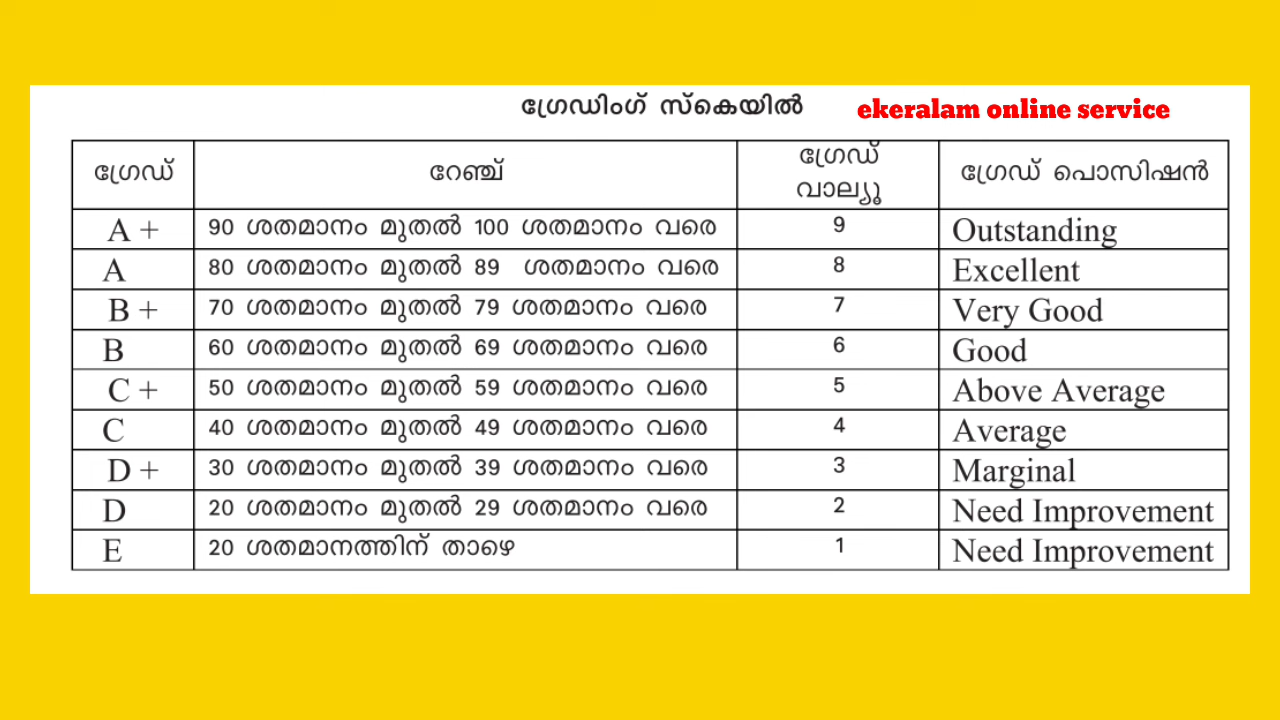 ഗ്രേഡിംഗ് സ്കെയിൽ
ekeralam online service
ഗ്രേഡ് റേഞ്ച് ഗ്രേഡ് വാല്യൂ ഗ്രേഡ് പൊസിഷൻ
A + 90 ശതമാനം മുതൽ 100 ശതമാനം വരെ 9 Outstanding
A 80 ശതമാനം മുതൽ 89 ശതമാനം വരെ 8 Excellent
B + 70 ശതമാനം മുതൽ 79 ശതമാനം വരെ 7 Very Good
B 60 ശതമാനം മുതൽ 69 ശതമാനം വരെ 6 Good
C + 50 ശതമാനം മുതൽ 59 ശതമാനം വരെ 5 Above Average
C 40 ശതമാനം മുതൽ 49 ശതമാനം വരെ 4 Average
D + 30 ശതമാനം മുതൽ 39 ശതമാനം വരെ 3 Marginal
D 20 ശതമാനം മുതൽ 29 ശതമാനം വരെ 2 Need Improvement
E 20 ശതമാനത്തിന് താഴെ 1 Need Improvement